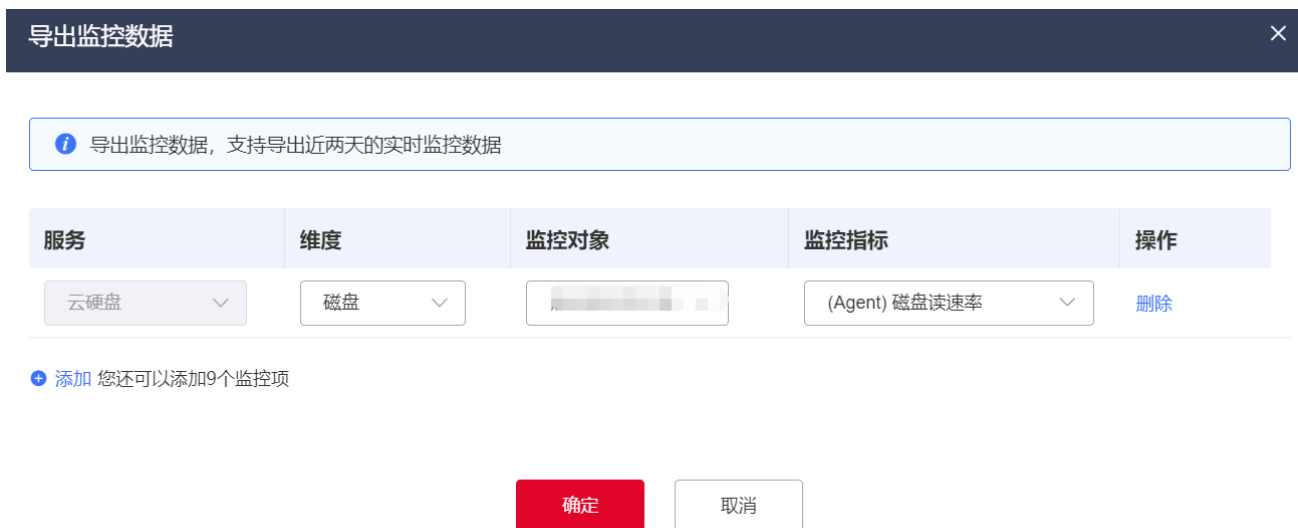 导出监控数据
导出监控数据，支持导出近两天的实时监控数据
服务 维度 监控对象 监控指标 操作
云硬盘 磁盘 (Agent) 磁盘读速率 删除
添加 您还可以添加9个监控项
确定 取消